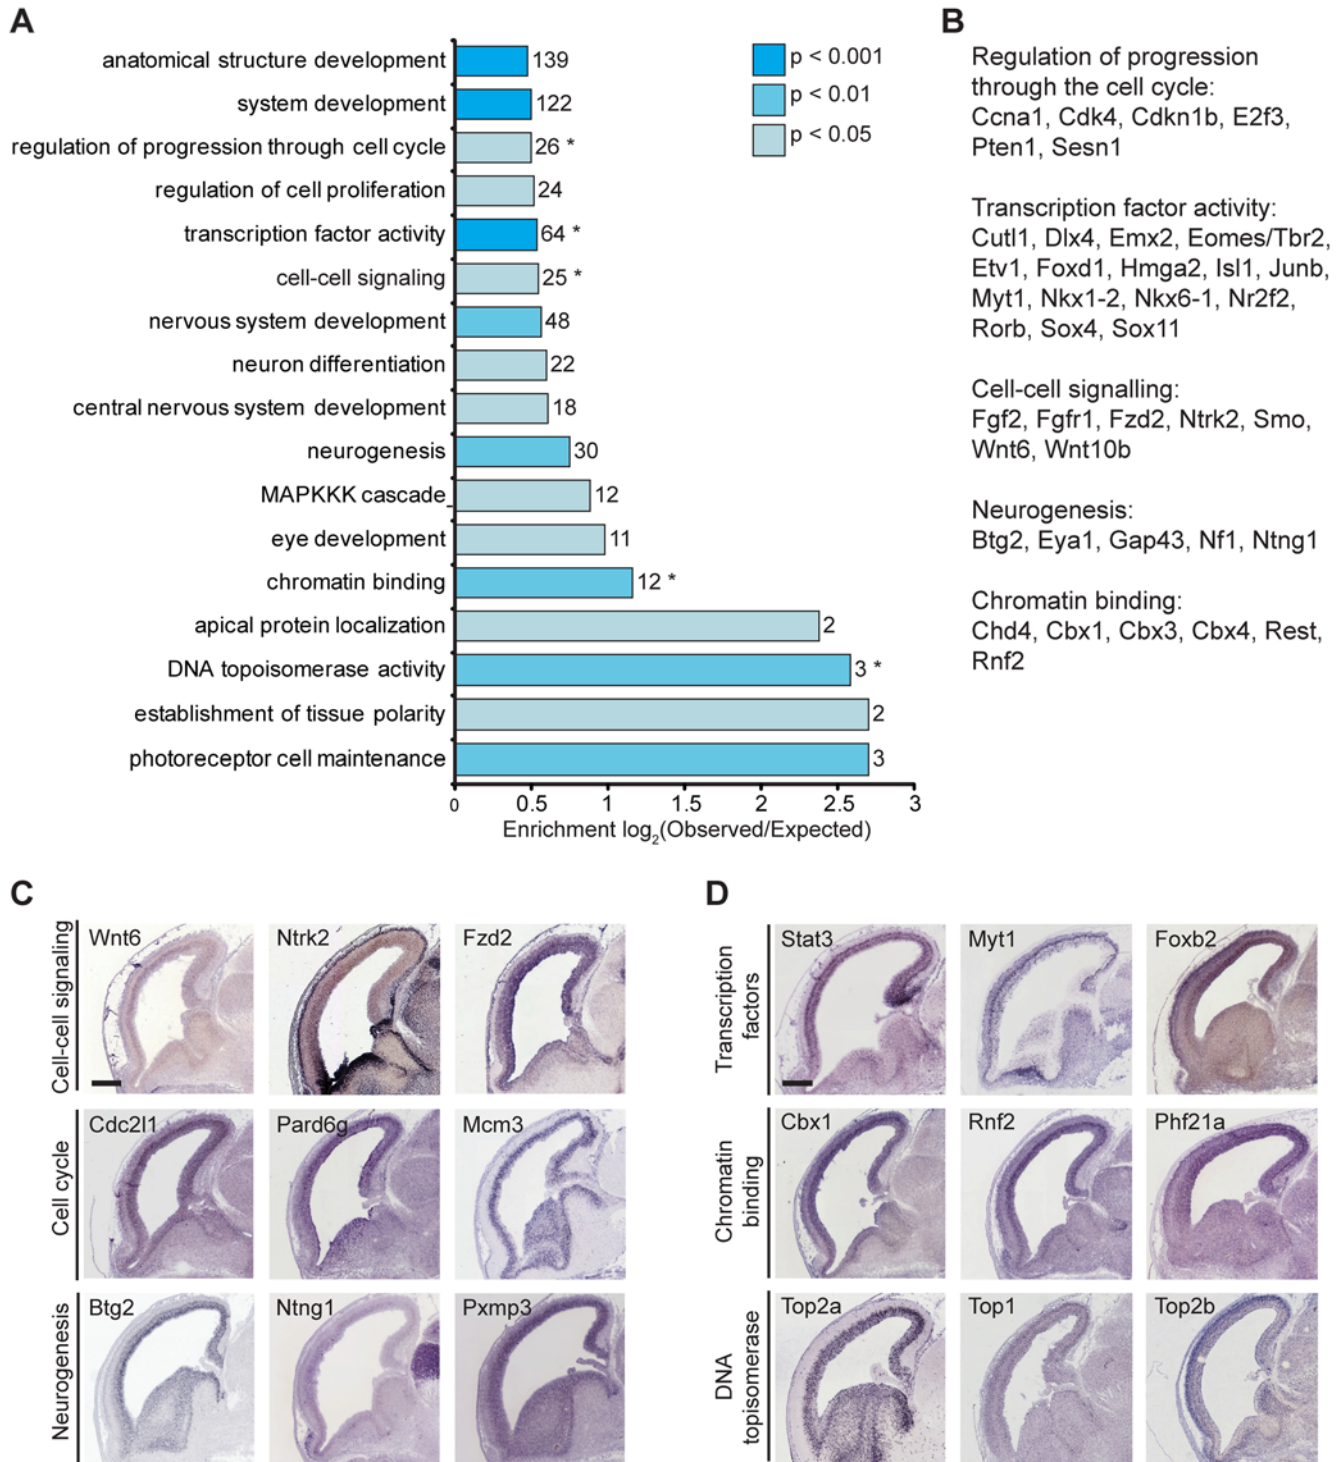 A
anatomical structure development 139
system development 122
regulation of progression through cell cycle 26 *
regulation of cell proliferation 24
transcription factor activity 64 *
cell-cell signaling 25 *
nervous system development 48
neuron differentiation 22
central nervous system development 18
neurogenesis 30
MAPKKK cascade 12
eye development 11
chromatin binding 12 *
apical protein localization 2
DNA topoisomerase activity 3 *
establishment of tissue polarity 2
photoreceptor cell maintenance 3
0 0.5 1 1.5 2 2.5 3
Enrichment log2(Observed/Expected)
p < 0.001
p < 0.01
p < 0.05
B
Regulation of progression
through the cell cycle:
Ccna1, Cdk4, Cdkn1b, E2f3,
Pten1, Sesn1
Transcription factor activity:
Cutl1, Dlx4, Emx2, Eomes/Tbr2,
Etv1, Foxd1, Hmga2, Isl1, Junb,
Myt1, Nkx1-2, Nkx6-1, Nr2f2,
Rorb, Sox4, Sox11
Cell-cell signalling:
Fgf2, Fgfr1, Fzd2, Ntrk2, Smo,
Wnt6, Wnt10b
Neurogenesis:
Btg2, Eya1, Gap43, Nf1, Ntng1
Chromatin binding:
Chd4, Cbx1, Cbx3, Cbx4, Rest,
Rnf2
C
Cell-cell signaling
Wnt6 Ntrk2 Fzd2
Cell cycle
Cdc2l1 Pard6g Mcm3
Neurogenesis
Btg2 Ntng1 Pxmp3
D
Transcription
factors
Stat3 Myt1 Foxb2
Chromatin
binding
Cbx1 Rnf2 Phf21a
DNA
topisomerase
Top2a Top1 Top2b